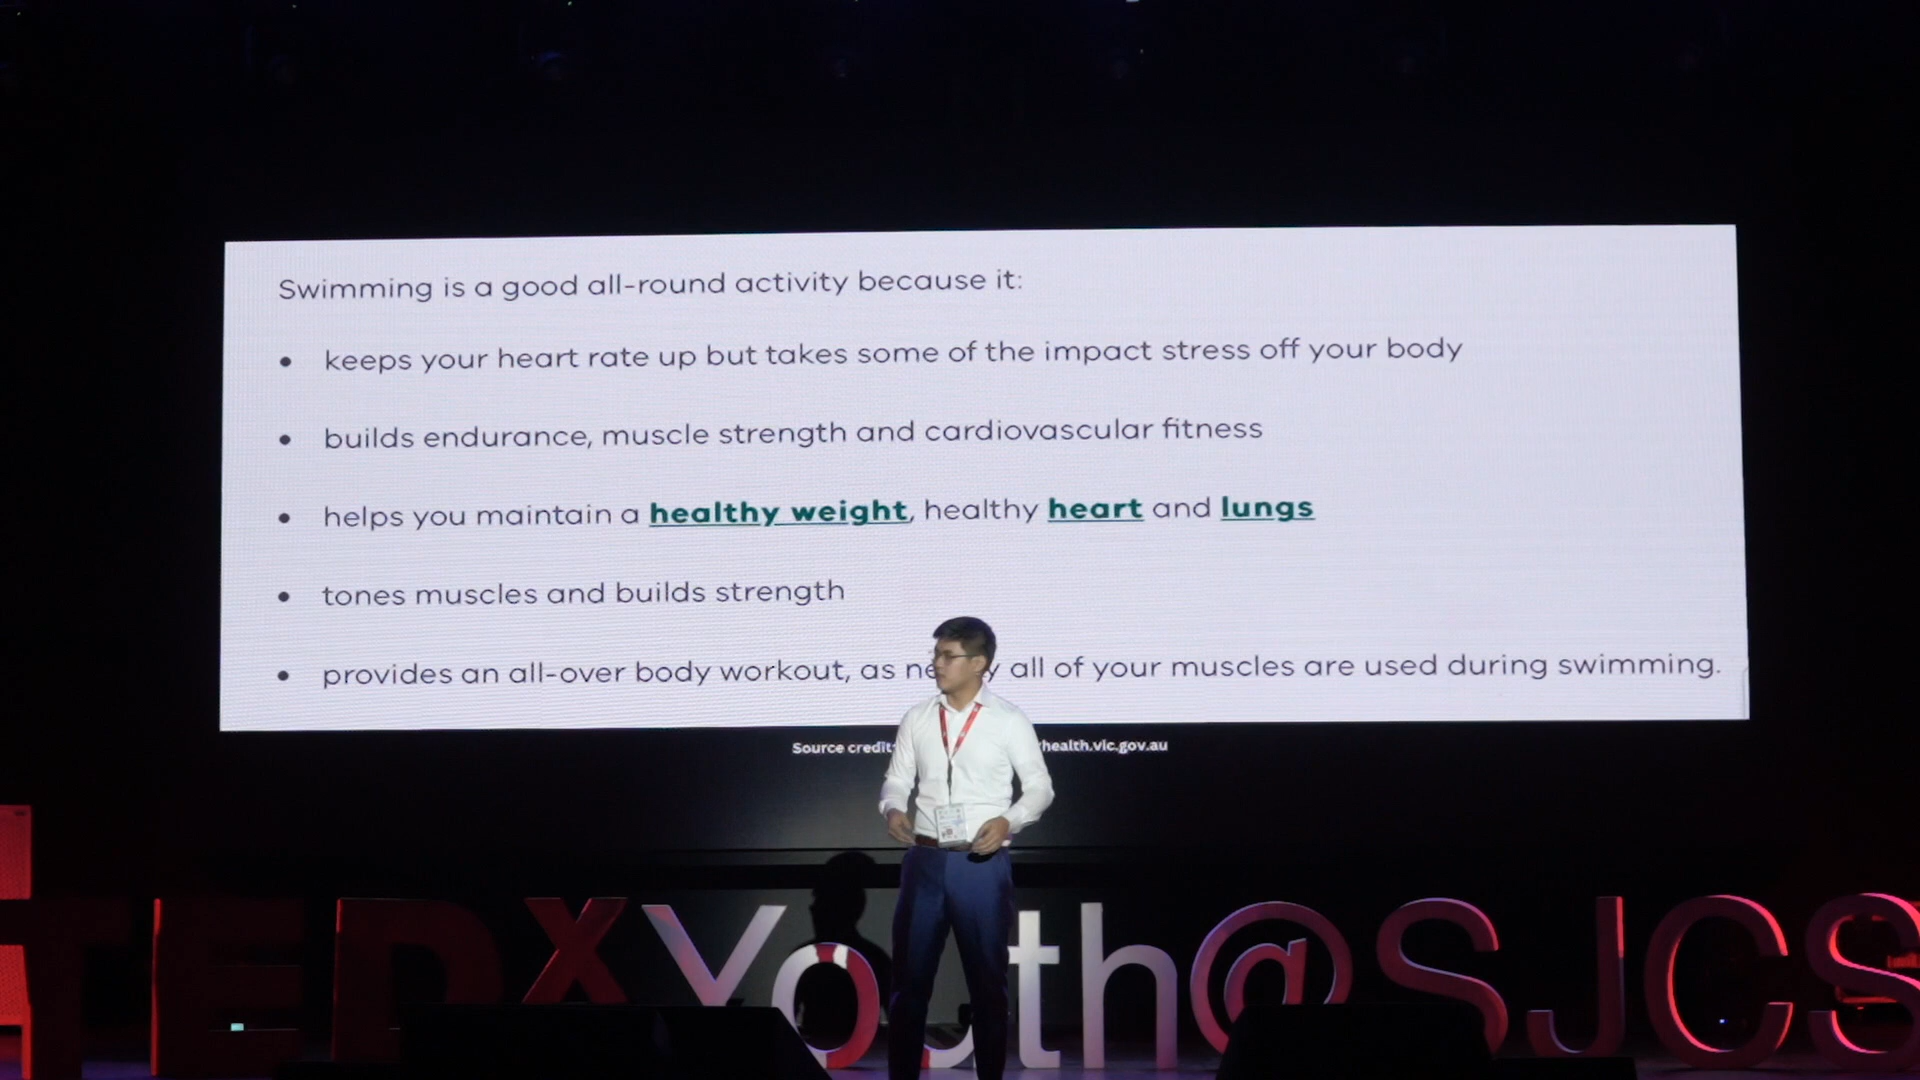 Swimming is a good all-round activity because it:
• keeps your heart rate up but takes some of the impact stress off your body
• builds endurance, muscle strength and cardiovascular fitness
• helps you maintain a healthy weight, healthy heart and lungs
• tones muscles and builds strength
• provides an all-over body workout, as all of your muscles are used during swimming.
Source credit: health.vic.gov.au
TEDxYouth@SJCS